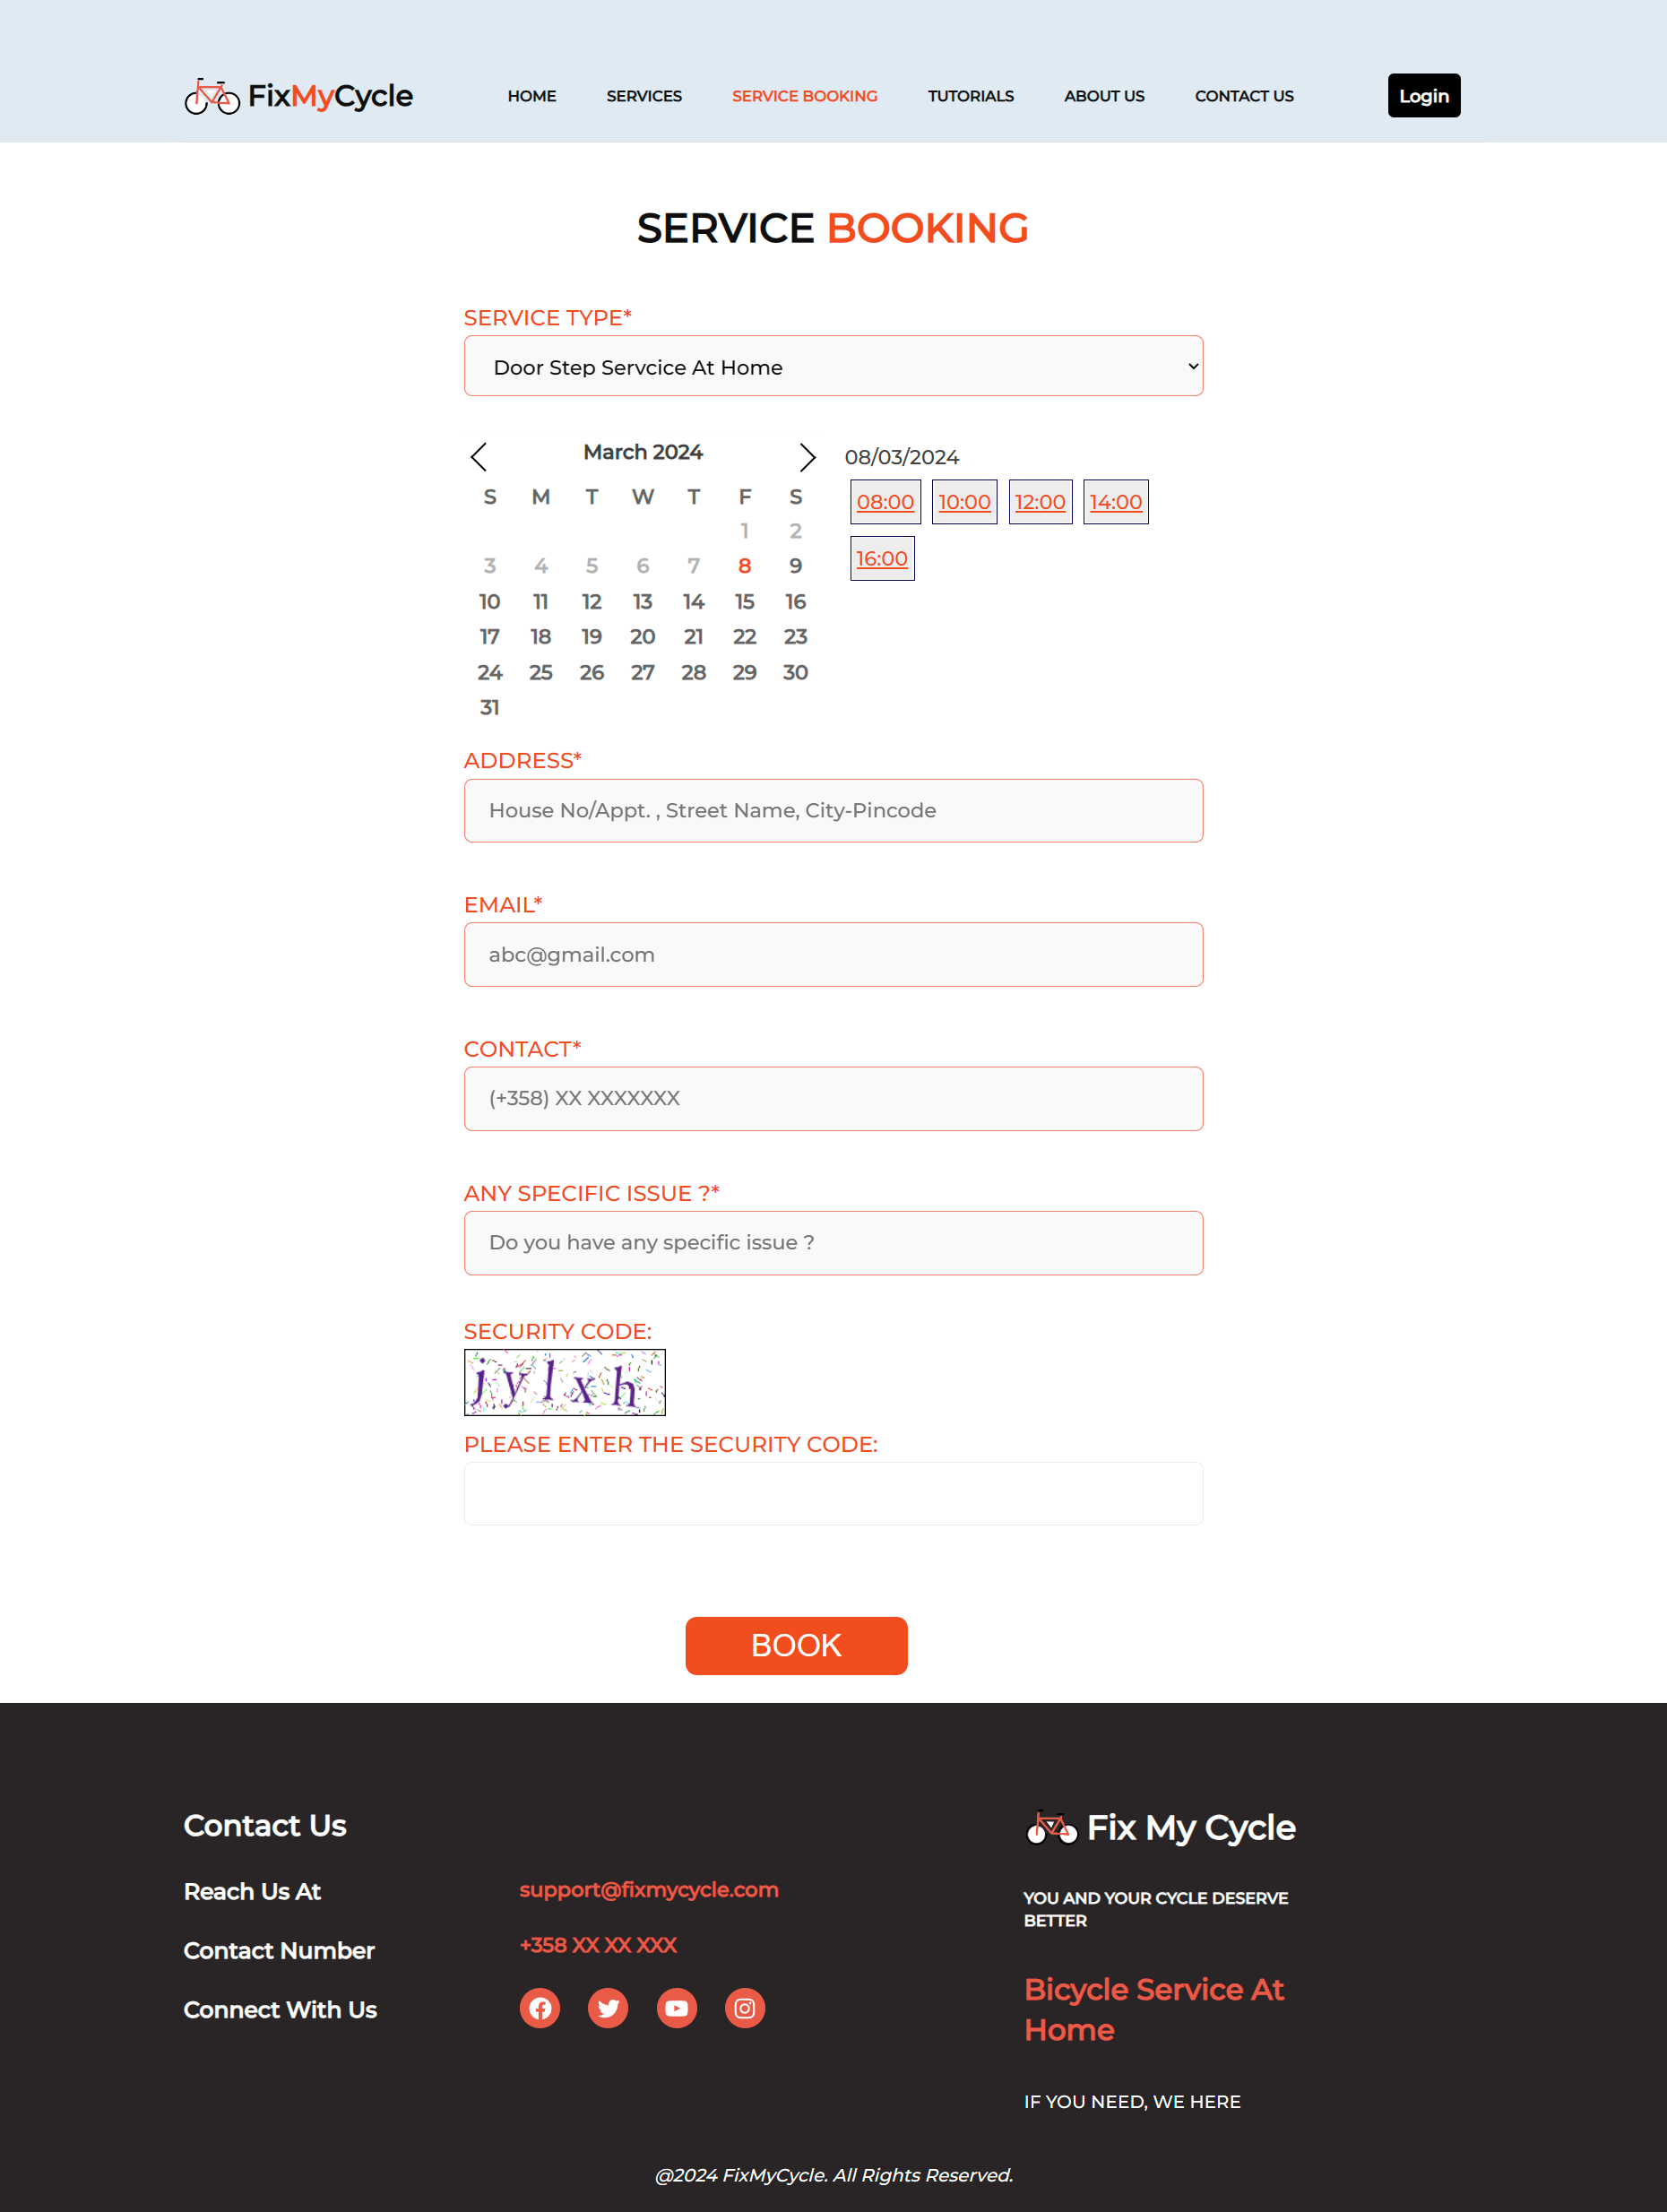 FixMyCycle HOME SERVICES SERVICE BOOKING TUTORIALS ABOUT US CONTACT US Login
SERVICE BOOKING
SERVICE TYPE*
Door Step Servcice At Home
March 2024
S M T W T F S
1 2
3 4 5 6 7 8 9
10 11 12 13 14 15 16
17 18 19 20 21 22 23
24 25 26 27 28 29 30
31
08/03/2024
08:00 10:00 12:00 14:00
16:00
ADDRESS*
House No/Appt. , Street Name, City-Pincode
EMAIL*
abc@gmail.com
CONTACT*
(+358) XX XXXXXXX
ANY SPECIFIC ISSUE ?*
Do you have any specific issue ?
SECURITY CODE:
jylxh
PLEASE ENTER THE SECURITY CODE:
BOOK
Contact Us
Reach Us At support@fixmycycle.com
Contact Number +358 XX XX XXX
Connect With Us
Fix My Cycle
YOU AND YOUR CYCLE DESERVE
BETTER
Bicycle Service At
Home
IF YOU NEED, WE HERE
@2024 FixMyCycle. All Rights Reserved.